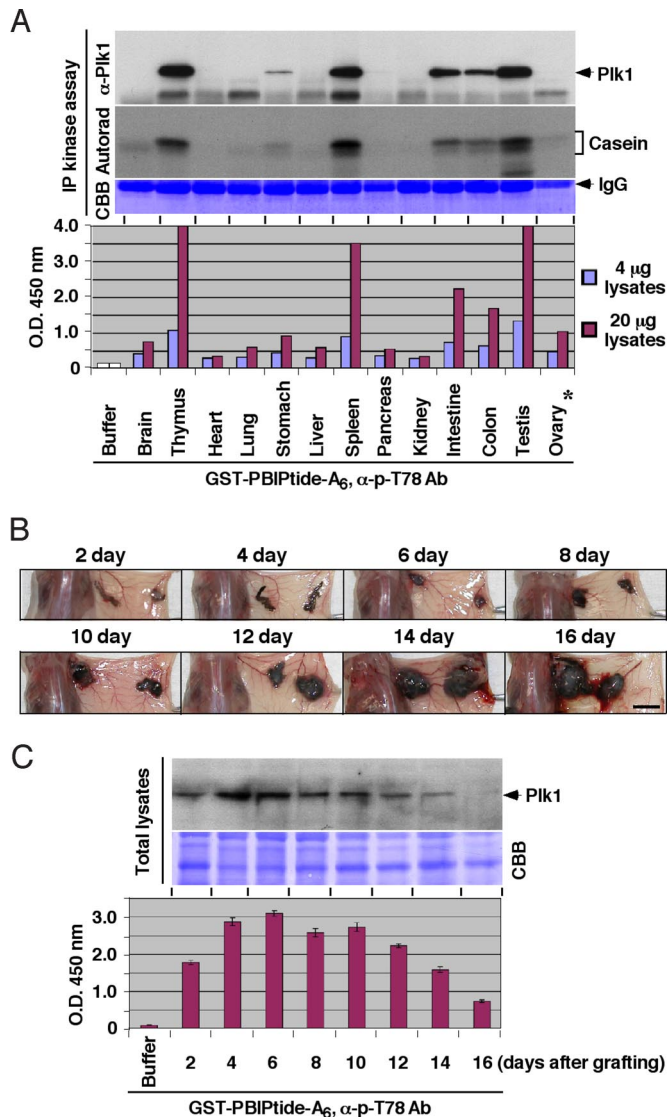 A
IP kinase assay
α-Plk1
Autorad
CBB
Plk1
Casein
IgG
O.D. 450 nm
4.0
3.0
2.0
1.0
0
4 μg lysates
20 μg lysates
Buffer
Brain
Thymus
Heart
Lung
Stomach
Liver
Spleen
Pancreas
Kidney
Intestine
Colon
Testis
Ovary *
GST-PBIPtide-A6, α-p-T78 Ab
B
2 day 4 day 6 day 8 day
10 day 12 day 14 day 16 day
C
Total lysates
Plk1
CBB
O.D. 450 nm
3.0
2.0
1.0
0
Buffer
2 4 6 8 10 12 14 16 (days after grafting)
GST-PBIPtide-A6, α-p-T78 Ab